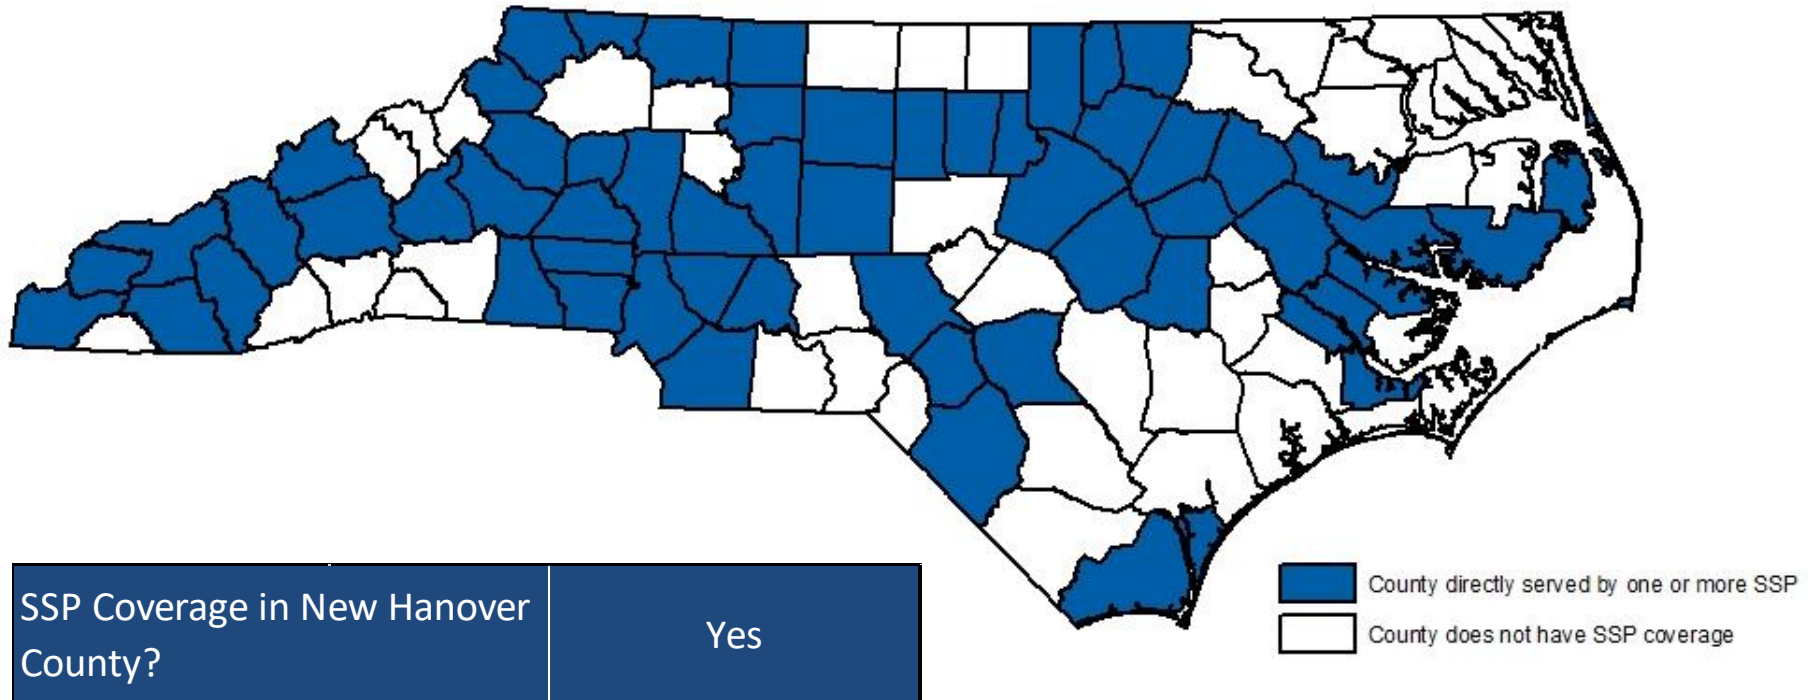 SSP Coverage in New Hanover
County?
Yes
County directly served by one or more SSP
County does not have SSP coverage